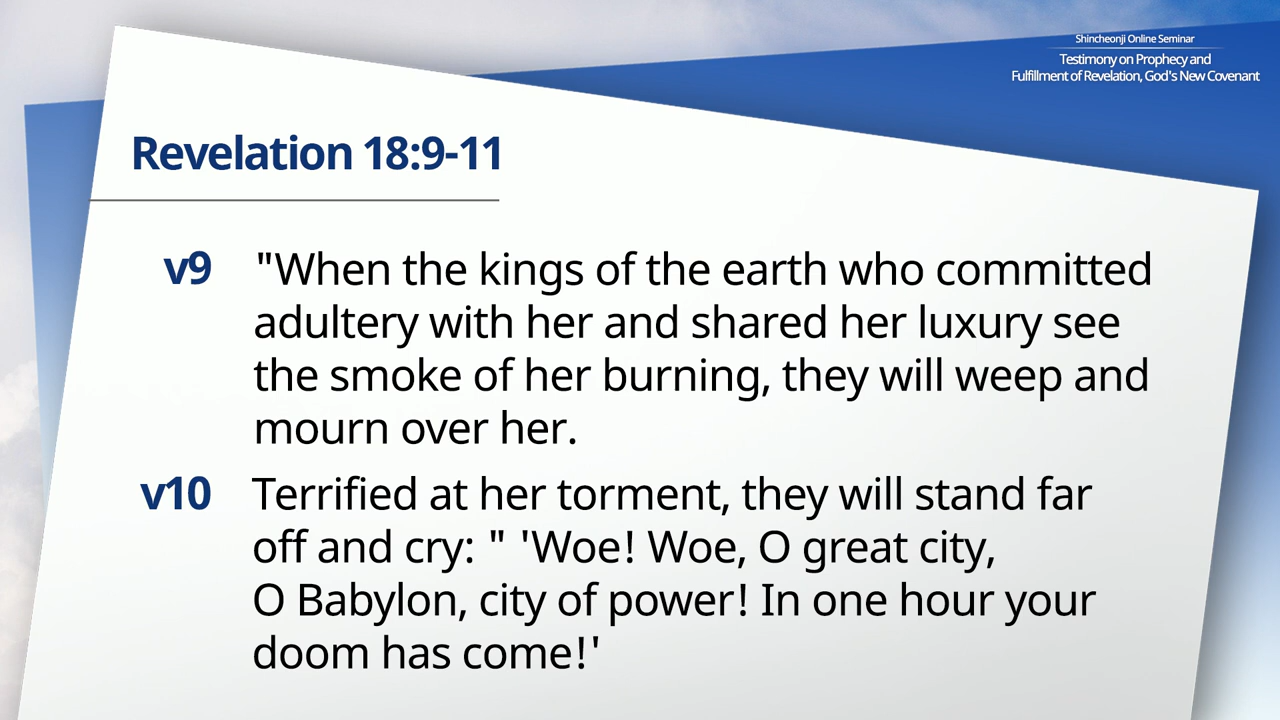 Shincheonji Online Seminar
Testimony on Prophecy and
Fulfillment of Revelation, God's New Covenant
Revelation 18:9-11
v9 "When the kings of the earth who committed
adultery with her and shared her luxury see
the smoke of her burning, they will weep and
mourn over her.
v10 Terrified at her torment, they will stand far
off and cry: " 'Woe! Woe, O great city,
O Babylon, city of power! In one hour your
doom has come!'